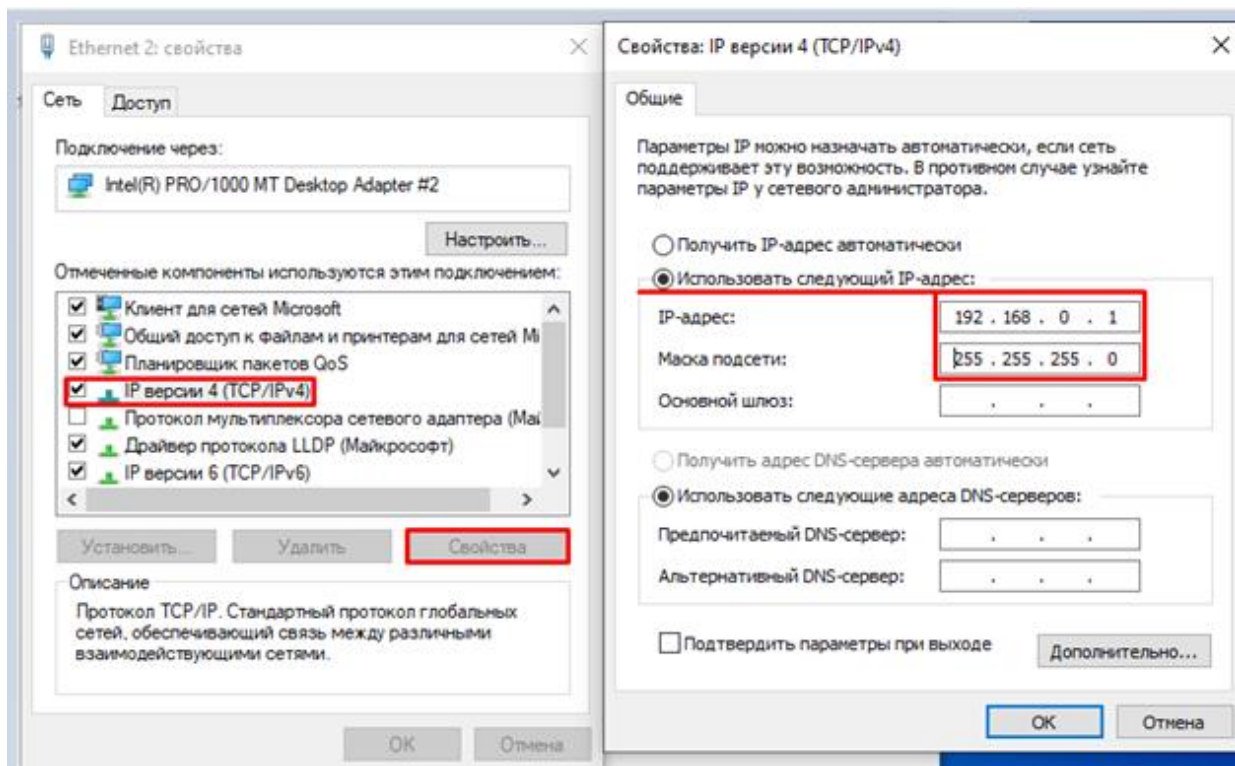 Ethernet 2: свойства
Сеть
Доступ
Подключение через:
Intel(R) PRO/1000 MT Desktop Adapter #2
Настроить...
Отмеченные компоненты используются этим подключением:
Клиент для сетей Microsoft
Общий доступ к файлам и принтерам для сетей Mi
Планировщик пакетов QoS
IP версии 4 (TCP/IPv4)
Протокол мультиплексора сетевого адаптера (Май
Драйвер протокола LLDP (Майкрософт)
IP версии 6 (TCP/IPv6)
Установить...
Удалить
Свойства
Описание
Протокол TCP/IP. Стандартный протокол глобальных
сетей, обеспечивающий связь между различными
взаимодействующими сетями.
OK
Отмена
Свойства: IP версии 4 (TCP/IPv4)
Общие
Параметры IP можно назначать автоматически, если сеть
поддерживает эту возможность. В противном случае узнайте
параметры IP у сетевого администратора.
Получить IP-адрес автоматически
Использовать следующий IP-адрес:
IP-адрес: 192 . 168 . 0 . 1
Маска подсети: 255 . 255 . 255 . 0
Основной шлюз: . . .
Получить адрес DNS-сервера автоматически
Использовать следующие адреса DNS-серверов:
Предпочитаемый DNS-сервер: . . .
Альтернативный DNS-сервер: . . .
Подтвердить параметры при выходе
Дополнительно...
OK
Отмена